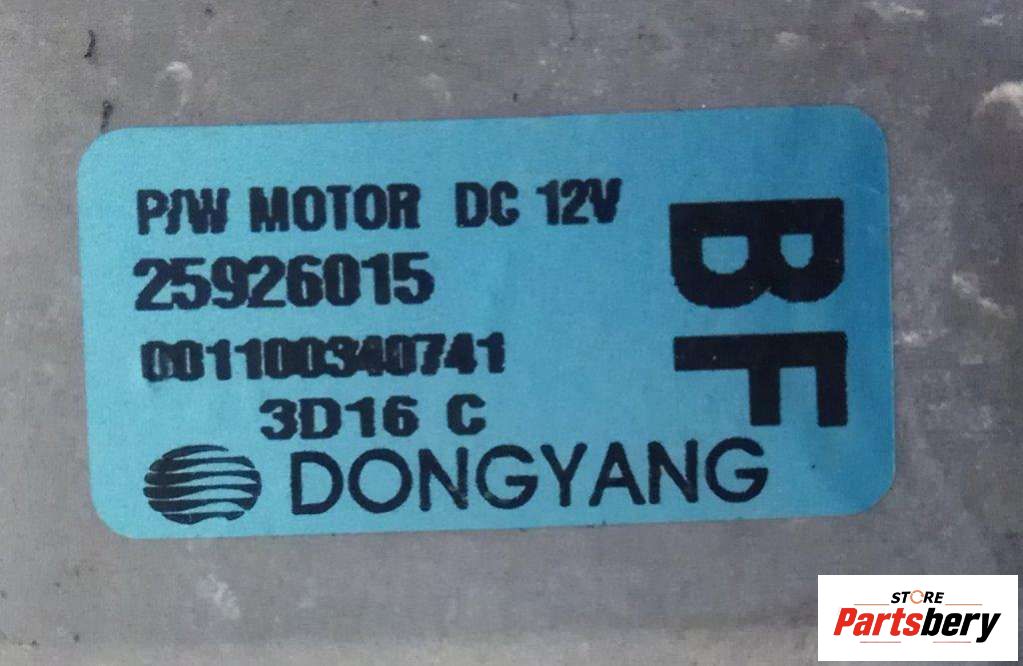 P/W MOTOR DC 12V
25926015
001100340741
3D16 C
DONGYANG
BF
STORE
Partsbery